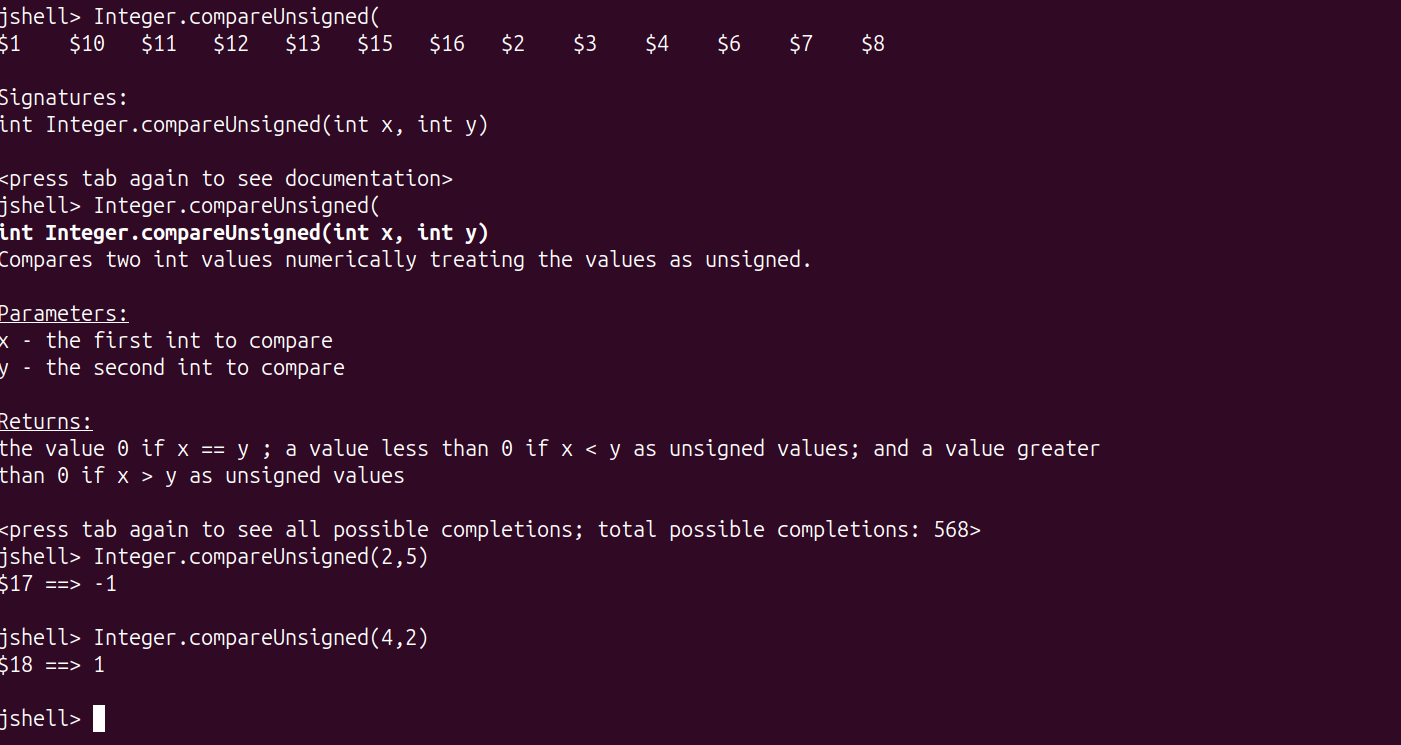 jshell> Integer.compareUnsigned(
$1 $10 $11 $12 $13 $15 $16 $2 $3 $4 $6 $7 $8
Signatures:
int Integer.compareUnsigned(int x, int y)
<press tab again to see documentation>
jshell> Integer.compareUnsigned(
int Integer.compareUnsigned(int x, int y)
Compares two int values numerically treating the values as unsigned.
Parameters:
x - the first int to compare
y - the second int to compare
Returns:
the value 0 if x == y ; a value less than 0 if x < y as unsigned values; and a value greater
than 0 if x > y as unsigned values
<press tab again to see all possible completions; total possible completions: 568>
jshell> Integer.compareUnsigned(2,5)
$17 ==> -1
jshell> Integer.compareUnsigned(4,2)
$18 ==> 1
jshell>